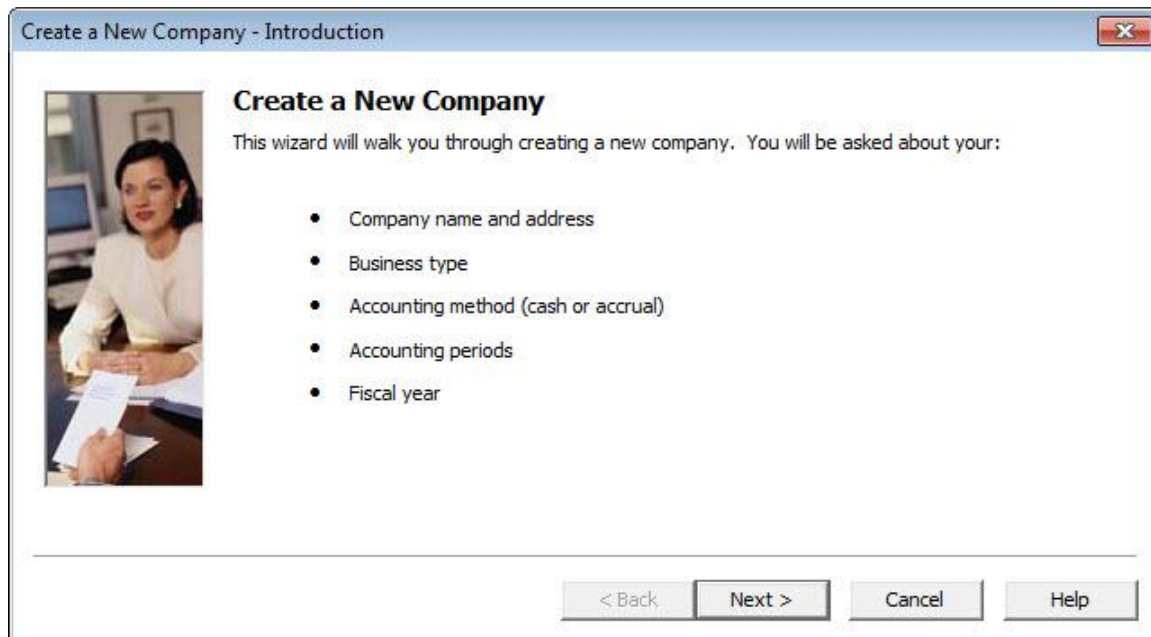 Create a New Company - Introduction
Create a New Company
This wizard will walk you through creating a new company. You will be asked about your:
• Company name and address
• Business type
• Accounting method (cash or accrual)
• Accounting periods
• Fiscal year
< Back Next > Cancel Help